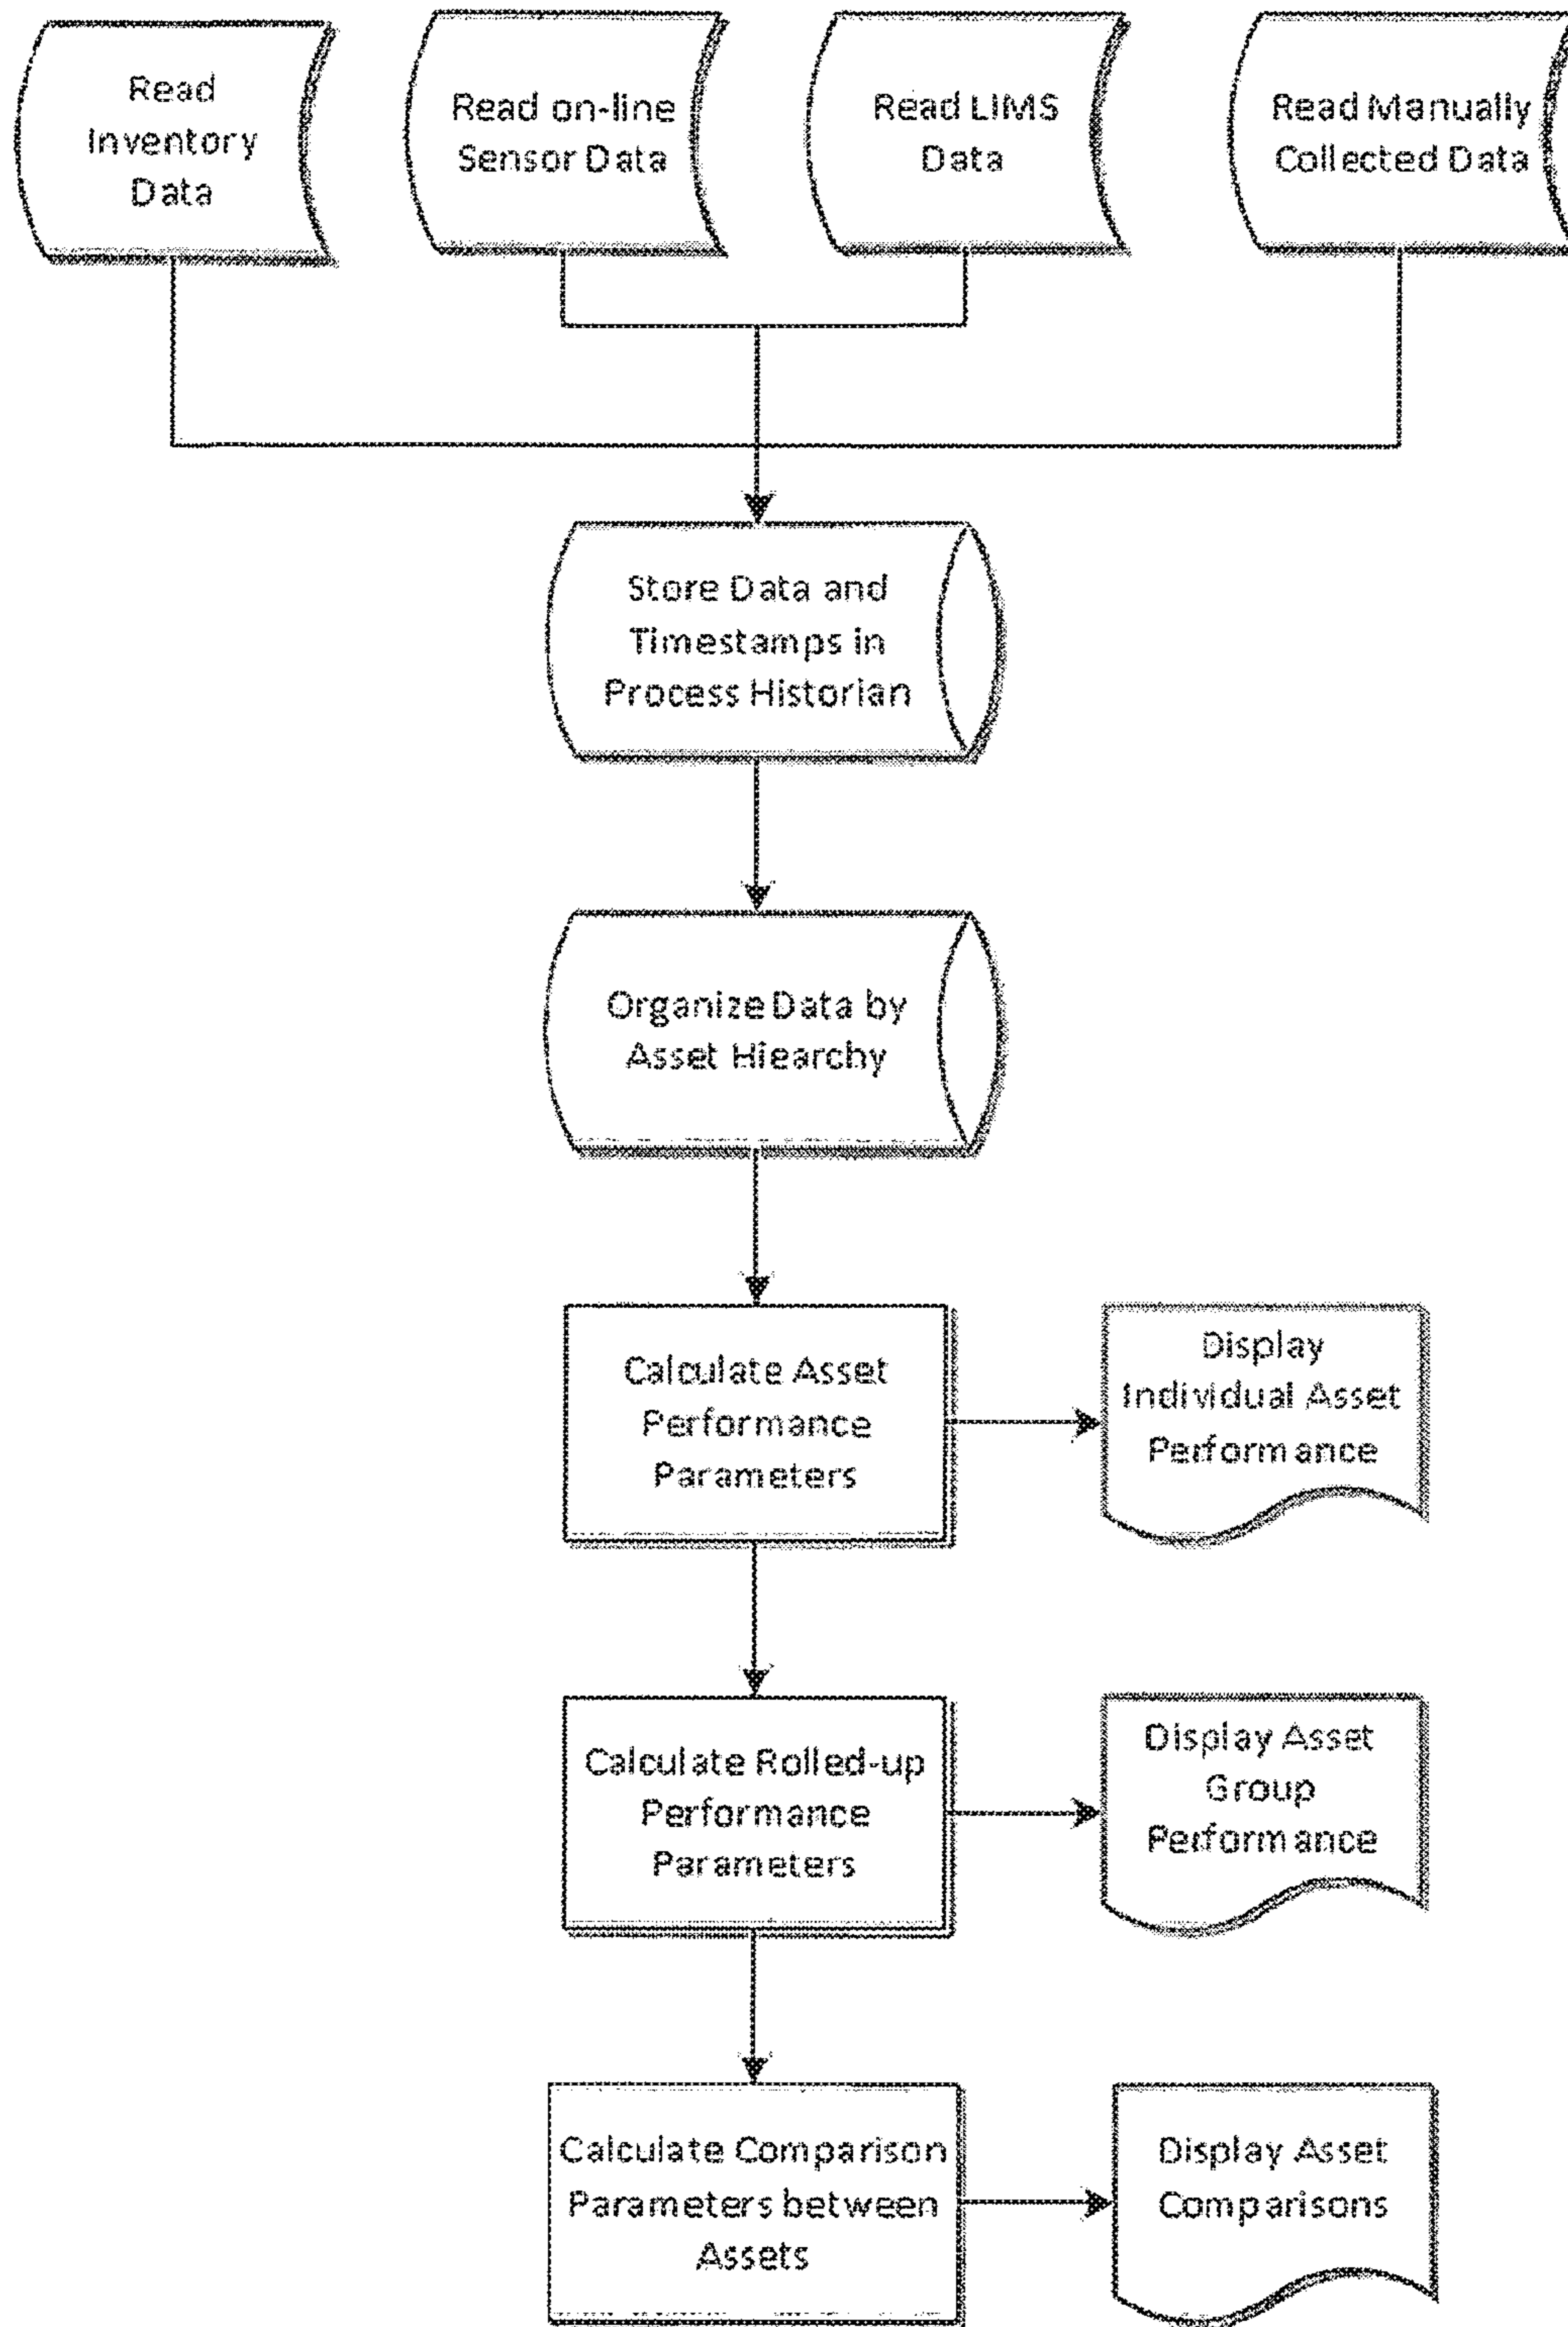 Read
Inventory
Data
Read on-line
Sensor Data
Read LIMS
Data
Read Manually
Collected Data
Store Data and
Timestamps in
Process Historian
Organize Data by
Asset Hiearchy
Calculate Asset
Performance
Parameters
Display
Individual Asset
Performance
Calculate Rolled-up
Performance
Parameters
Display Asset
Group
Performance
Calculate Comparison
Parameters between
Assets
Display Asset
Comparisons